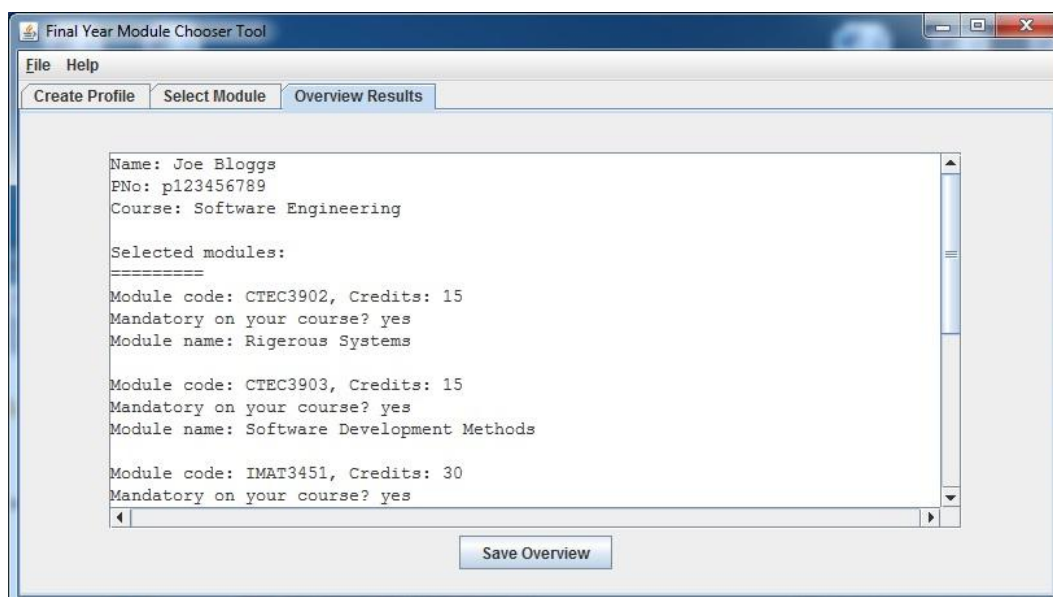 Final Year Module Chooser Tool
File Help
Create Profile Select Module Overview Results
Name: Joe Bloggs
PNo: p123456789
Course: Software Engineering
Selected modules:
=========
Module code: CTEC3902, Credits: 15
Mandatory on your course? yes
Module name: Rigerous Systems
Module code: CTEC3903, Credits: 15
Mandatory on your course? yes
Module name: Software Development Methods
Module code: IMAT3451, Credits: 30
Mandatory on your course? yes
Save Overview